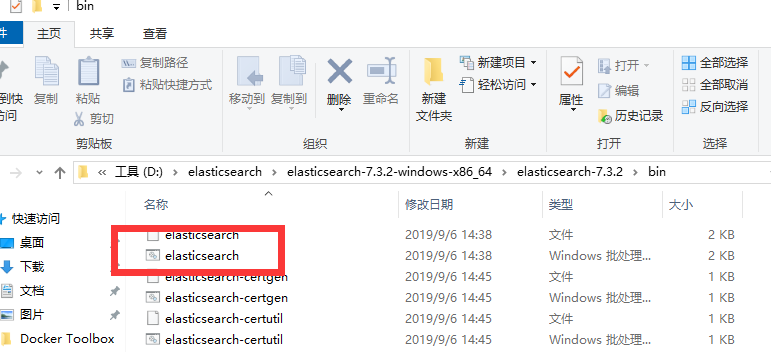 bin
文件 主页 共享 查看
复制 粘贴 复制路径 粘贴快捷方式 剪切
移动到 复制到 删除 重命名
新建 文件夹 新建项目 轻松访问
属性 打开 编辑 历史记录
全部选择 全部取消 反向选择
剪贴板 组织 新建 打开 选择
« 工具 (D:) › elasticsearch › elasticsearch-7.3.2-windows-x86_64 › elasticsearch-7.3.2 › bin
名称 修改日期 类型 大小
快速访问
桌面
下载
文档
图片
Docker Toolbox
elasticsearch 2019/9/6 14:38 文件 2 KB
elasticsearch 2019/9/6 14:38 Windows 批处理... 2 KB
elasticsearch-certgen 2019/9/6 14:45 文件 1 KB
elasticsearch-certgen 2019/9/6 14:45 Windows 批处理... 1 KB
elasticsearch-certutil 2019/9/6 14:45 文件 1 KB
elasticsearch-certutil 2019/9/6 14:45 Windows 批处理... 1 KB